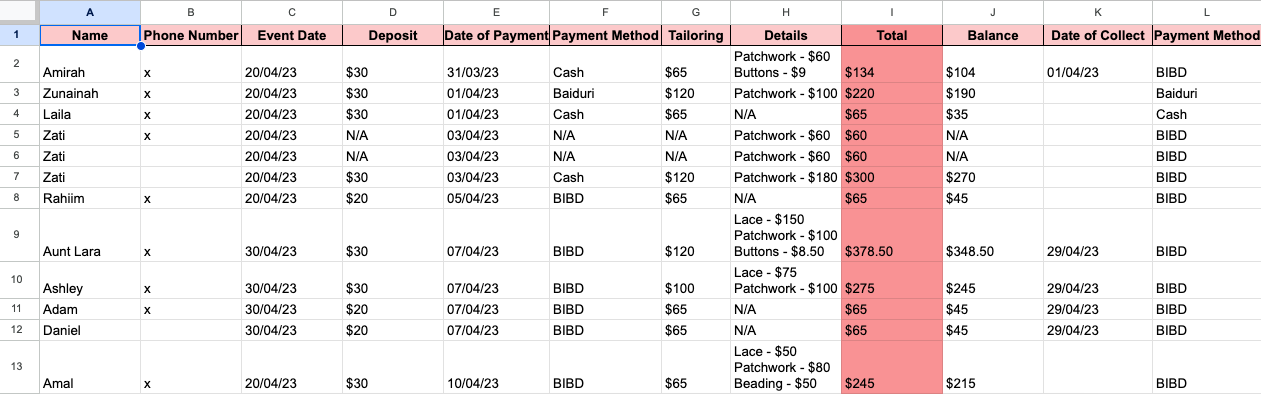 A B C D E F G H I J K L
1 Name Phone Number Event Date Deposit Date of Payment Payment Method Tailoring Details Total Balance Date of Collect Payment Method
Patchwork - $60
2 Amirah x 20/04/23 $30 31/03/23 Cash $65 Buttons - $9 $134 $104 01/04/23 BIBD
3 Zunainah x 20/04/23 $30 01/04/23 Baiduri $120 Patchwork - $100 $220 $190 Baiduri
4 Laila x 20/04/23 $30 01/04/23 Cash $65 N/A $65 $35 Cash
5 Zati x 20/04/23 N/A 03/04/23 N/A N/A Patchwork - $60 $60 N/A BIBD
6 Zati 20/04/23 N/A 03/04/23 N/A N/A Patchwork - $60 $60 N/A BIBD
7 Zati 20/04/23 $30 03/04/23 Cash $120 Patchwork - $180 $300 $270 BIBD
8 Rahiim x 20/04/23 $20 05/04/23 BIBD $65 N/A $65 $45 BIBD
Lace - $150
Patchwork - $100
9 Aunt Lara x 30/04/23 $30 07/04/23 BIBD $120 Buttons - $8.50 $378.50 $348.50 29/04/23 BIBD
Lace - $75
10 Ashley x 30/04/23 $30 07/04/23 BIBD $100 Patchwork - $100 $275 $245 29/04/23 BIBD
11 Adam x 30/04/23 $20 07/04/23 BIBD $65 N/A $65 $45 29/04/23 BIBD
12 Daniel 30/04/23 $20 07/04/23 BIBD $65 N/A $65 $45 29/04/23 BIBD
Lace - $50
Patchwork - $80
13 Amal x 20/04/23 $30 10/04/23 BIBD $65 Beading - $50 $245 $215 BIBD